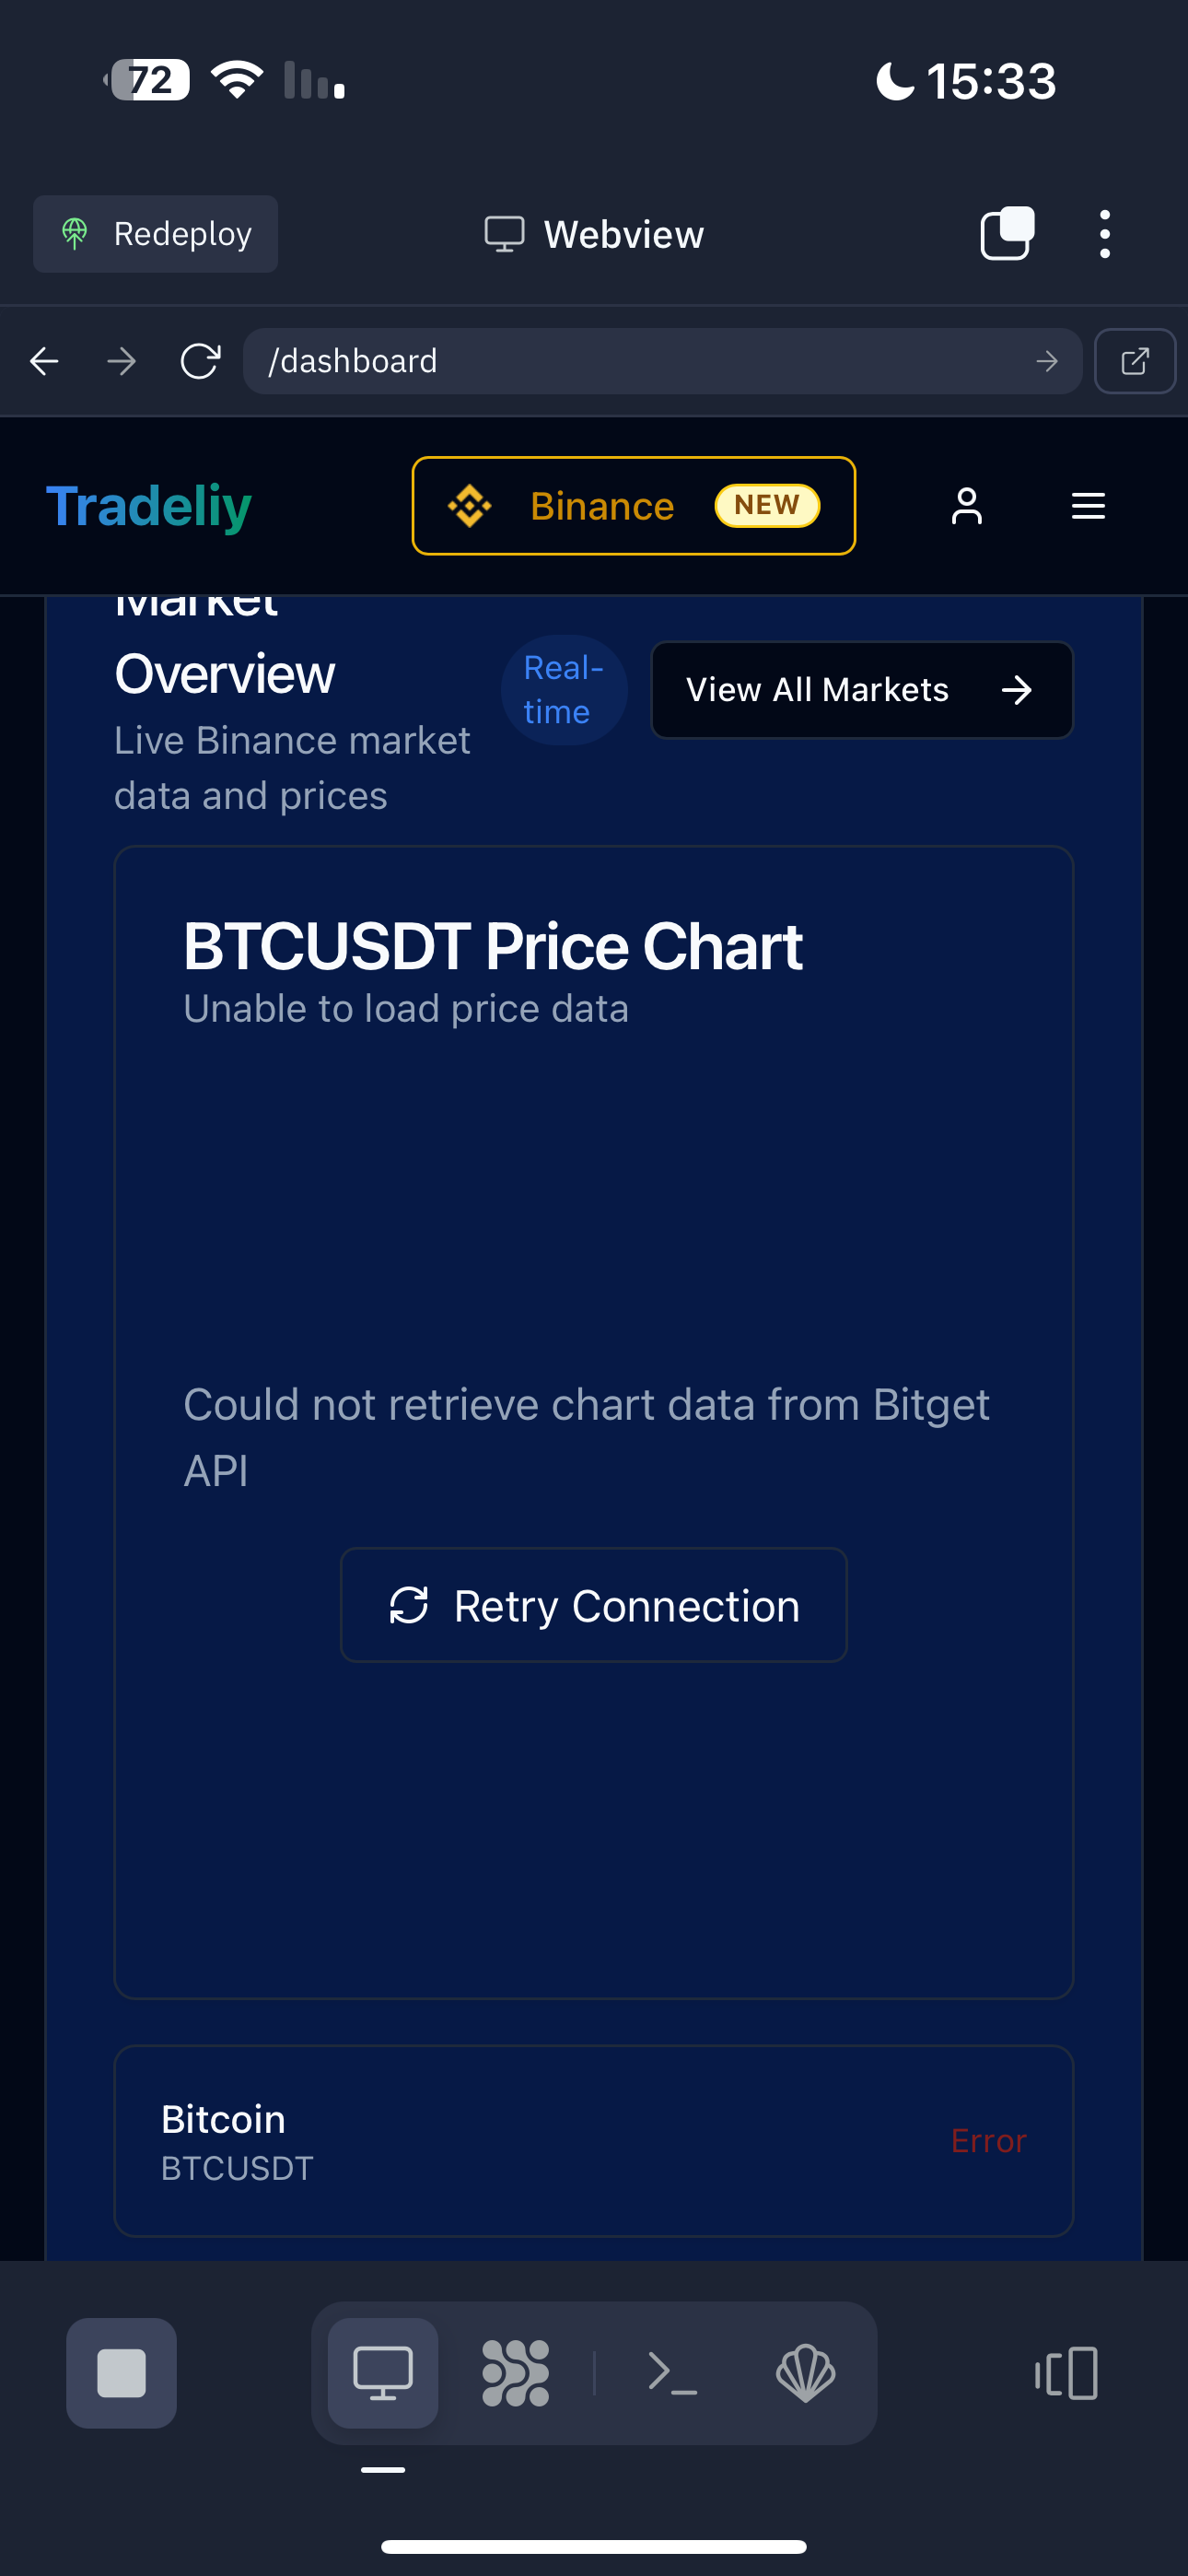 72
15:33
Redeploy
Webview
/dashboard
Tradeliy
Binance
NEW
Market
Overview
Live Binance market
data and prices
Real-
time
View All Markets
BTCUSDT Price Chart
Unable to load price data
Could not retrieve chart data from Bitget
API
Retry Connection
Bitcoin
BTCUSDT
Error